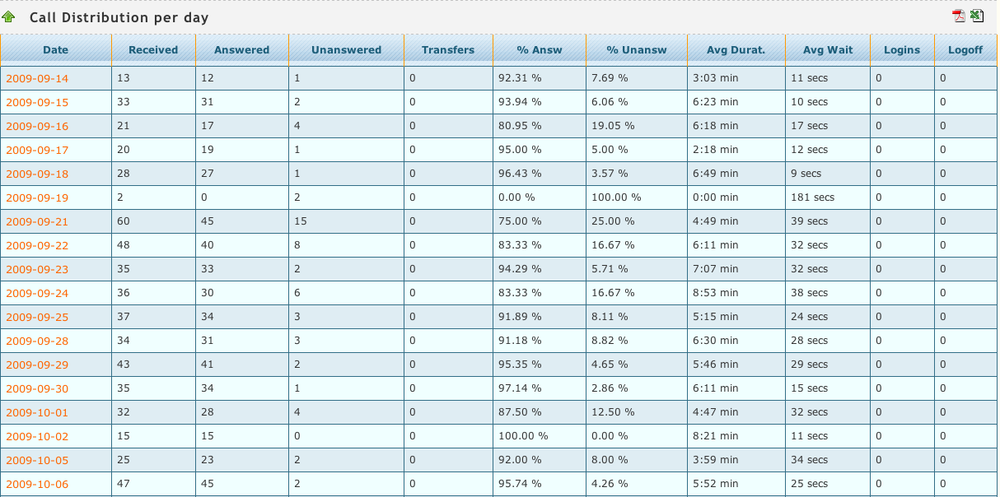 Call Distribution per day
Date Received Answered Unanswered Transfers % Answ % Unansw Avg Durat. Avg Wait Logins Logoff
2009-09-14 13 12 1 0 92.31 % 7.69 % 3:03 min 11 secs 0 0
2009-09-15 33 31 2 0 93.94 % 6.06 % 6:23 min 10 secs 0 0
2009-09-16 21 17 4 0 80.95 % 19.05 % 6:18 min 17 secs 0 0
2009-09-17 20 19 1 0 95.00 % 5.00 % 2:18 min 12 secs 0 0
2009-09-18 28 27 1 0 96.43 % 3.57 % 6:49 min 9 secs 0 0
2009-09-19 2 0 2 0 0.00 % 100.00 % 0:00 min 181 secs 0 0
2009-09-21 60 45 15 0 75.00 % 25.00 % 4:49 min 39 secs 0 0
2009-09-22 48 40 8 0 83.33 % 16.67 % 6:11 min 32 secs 0 0
2009-09-23 35 33 2 0 94.29 % 5.71 % 7:07 min 32 secs 0 0
2009-09-24 36 30 6 0 83.33 % 16.67 % 8:53 min 38 secs 0 0
2009-09-25 37 34 3 0 91.89 % 8.11 % 5:15 min 24 secs 0 0
2009-09-28 34 31 3 0 91.18 % 8.82 % 6:30 min 28 secs 0 0
2009-09-29 43 41 2 0 95.35 % 4.65 % 5:46 min 29 secs 0 0
2009-09-30 35 34 1 0 97.14 % 2.86 % 6:11 min 15 secs 0 0
2009-10-01 32 28 4 0 87.50 % 12.50 % 4:47 min 32 secs 0 0
2009-10-02 15 15 0 0 100.00 % 0.00 % 8:21 min 11 secs 0 0
2009-10-05 25 23 2 0 92.00 % 8.00 % 3:59 min 34 secs 0 0
2009-10-06 47 45 2 0 95.74 % 4.26 % 5:52 min 25 secs 0 0